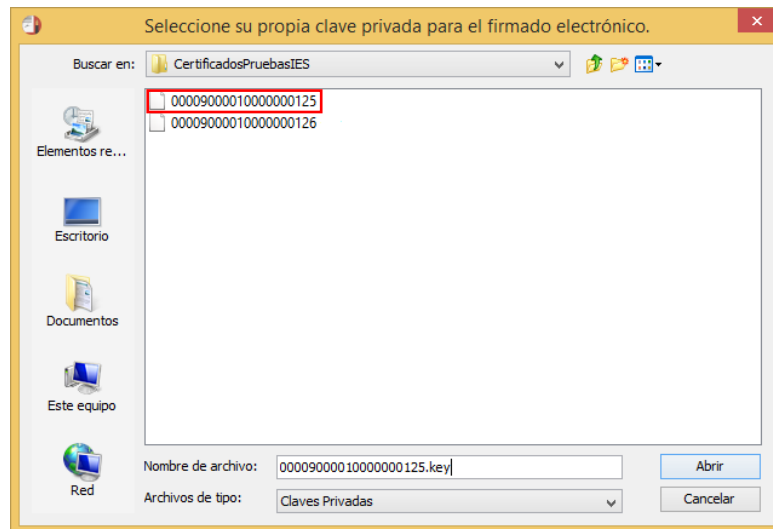 Seleccione su propia clave privada para el firmado electrónico.
Buscar en: CertificadosPruebasIES
00009000010000000125
00009000010000000126
Elementos re...
Escritorio
Documentos
Este equipo
Red
Nombre de archivo: 00009000010000000125.key
Abrir
Archivos de tipo: Claves Privadas
Cancelar